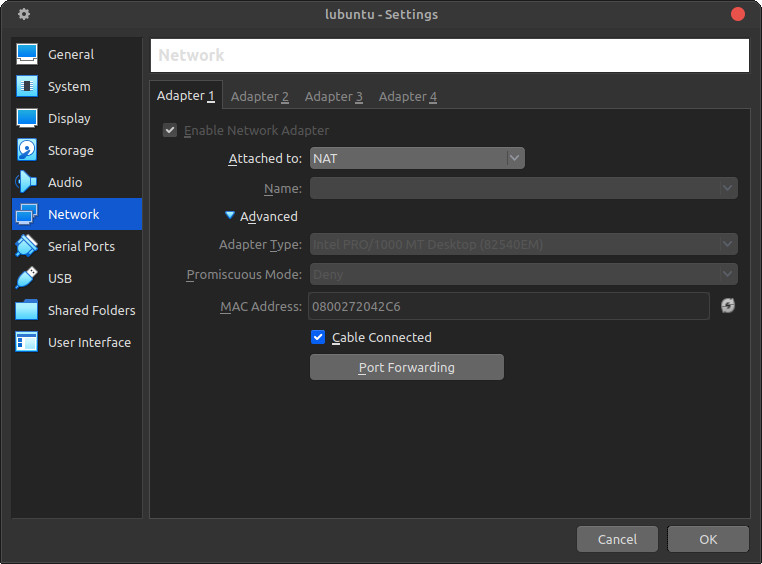 lubuntu - Settings
General
System
Display
Storage
Audio
Network
Serial Ports
USB
Shared Folders
User Interface
Network
Adapter 1 Adapter 2 Adapter 3 Adapter 4
Enable Network Adapter
Attached to: NAT
Name:
Advanced
Adapter Type: Intel PRO/1000 MT Desktop (82540EM)
Promiscuous Mode: Deny
MAC Address: 0800272042C6
Cable Connected
Port Forwarding
Cancel OK